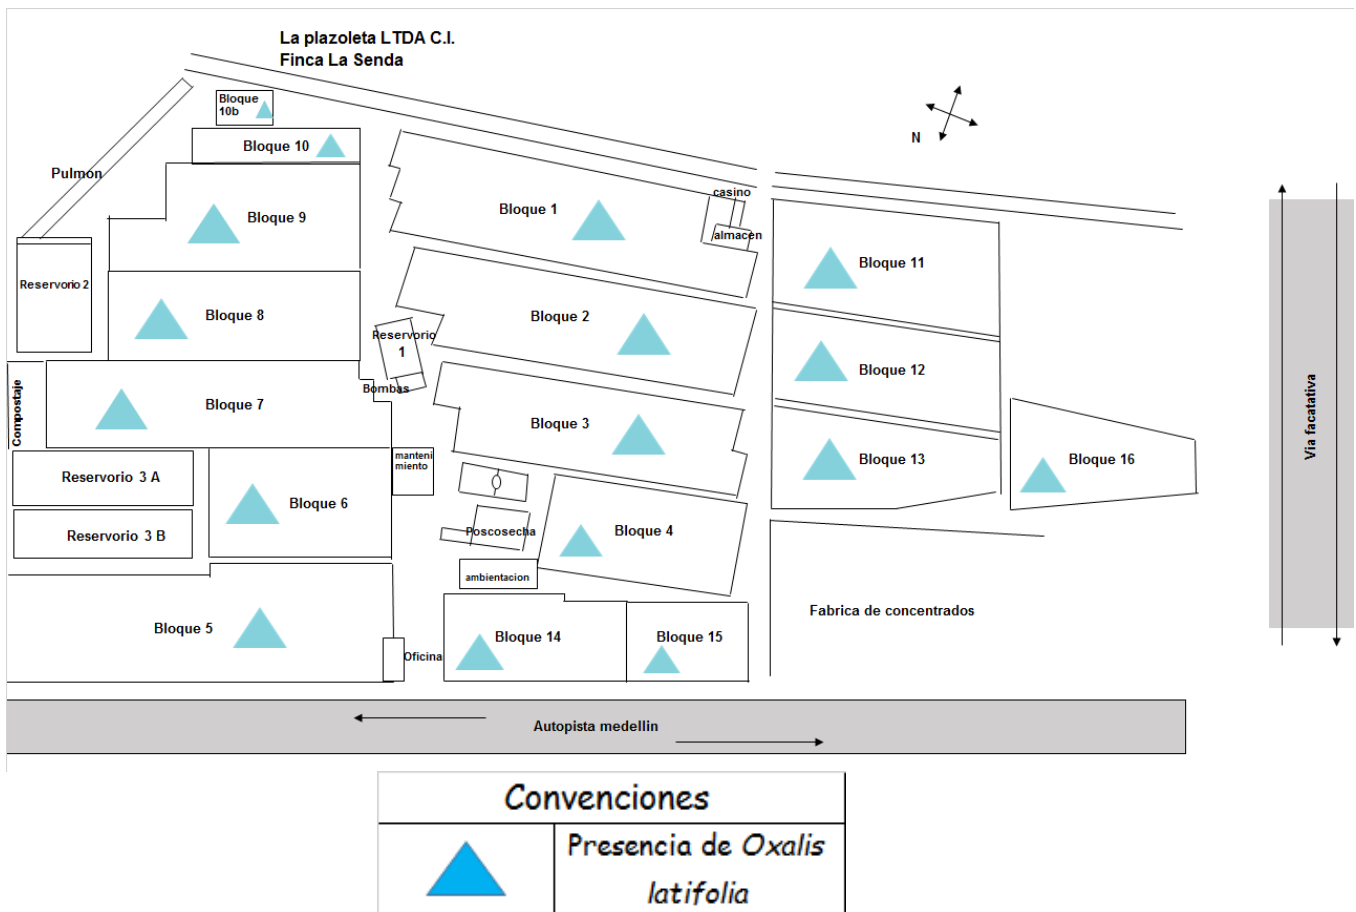 La plazoleta LTDA C.I.
Finca La Senda
Bloque
10b
N
Bloque 10
Pulmon
casino
Bloque 9
Bloque 1
almacen
Bloque 11
Reservorio 2
Bloque 8
Bloque 2
Reservorio
1
Bloque 12
Bombas
Compostaje
Bloque 7
Via facatativa
Bloque 3
manteni
miento
Bloque 13
Bloque 16
Reservorio 3 A
Bloque 6
Reservorio 3 B
Poscosecha
Bloque 4
ambientacion
Fabrica de concentrados
Bloque 5
Bloque 14
Bloque 15
Oficina
Autopista medellin
Convenciones
Presencia de Oxalis
latifolia